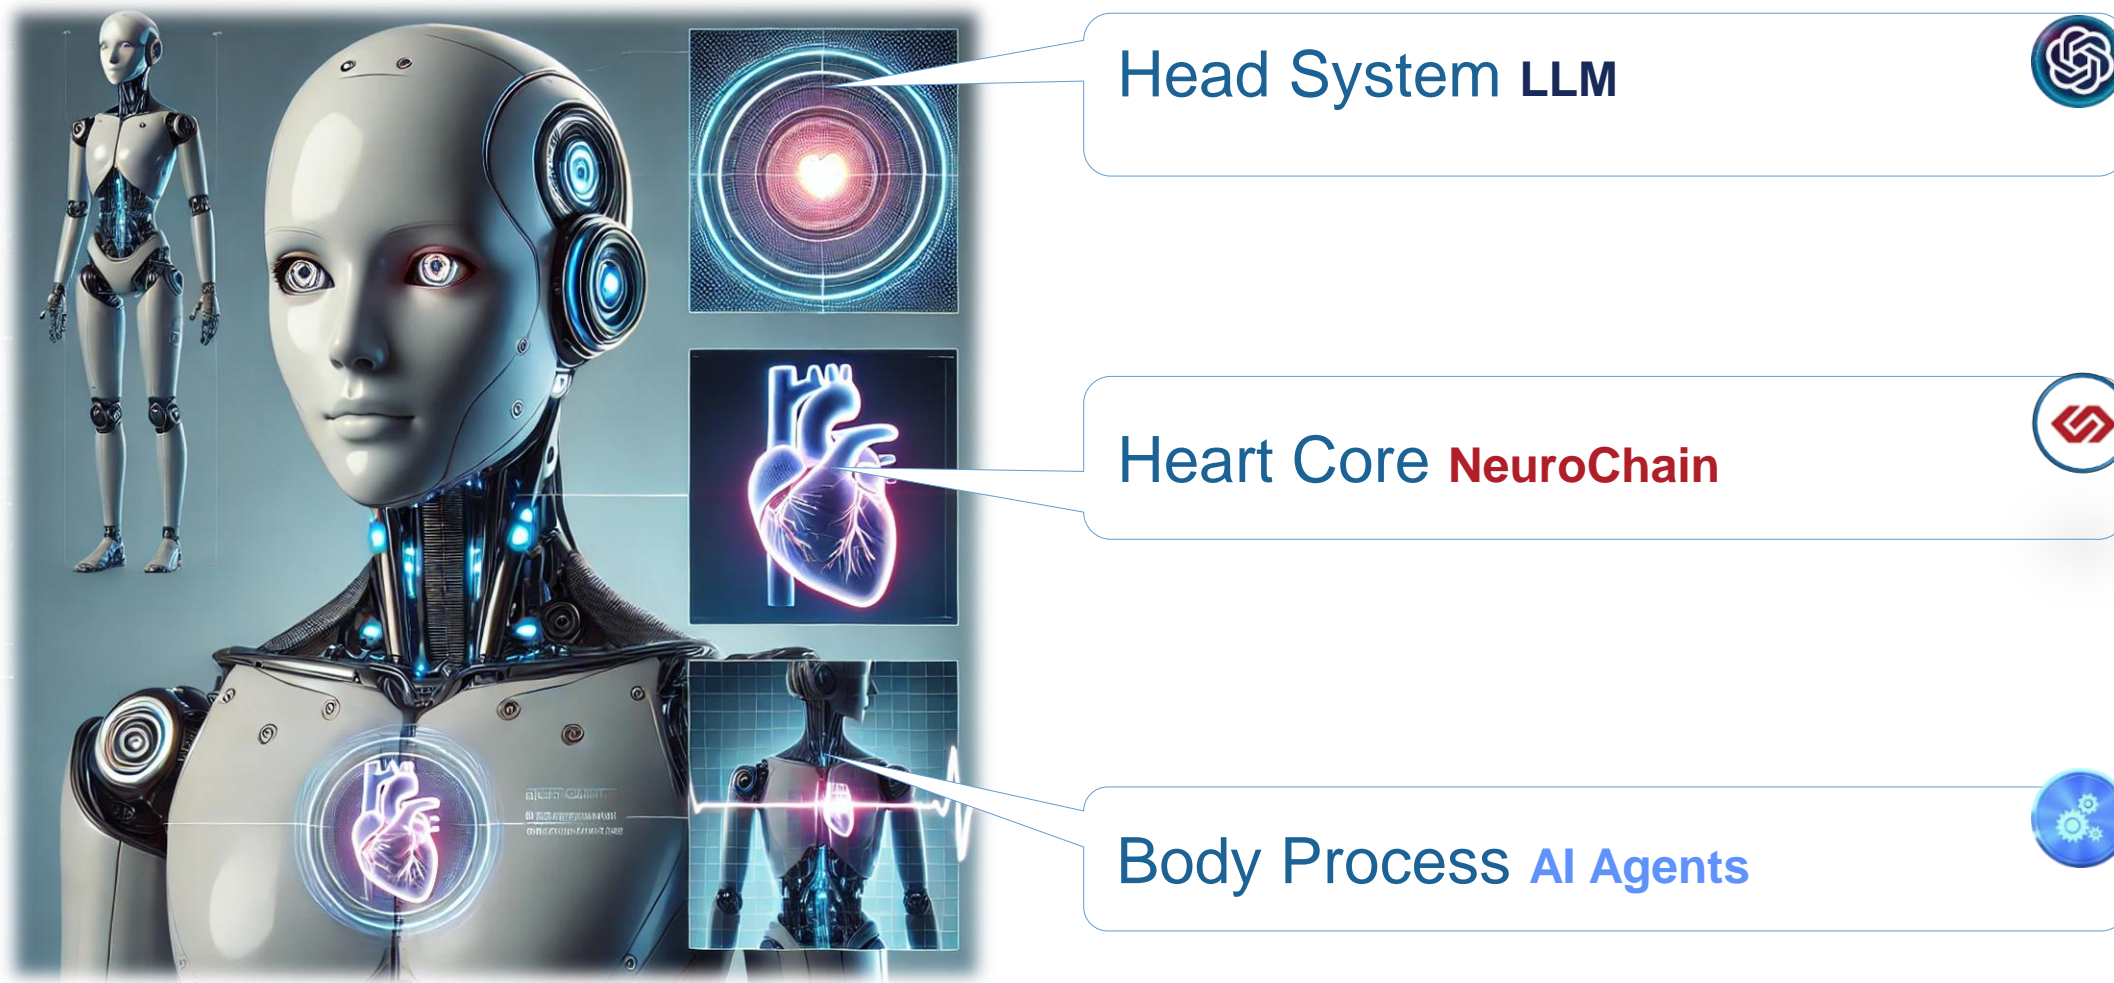 Head System LLM
Heart Core NeuroChain
Body Process AI Agents